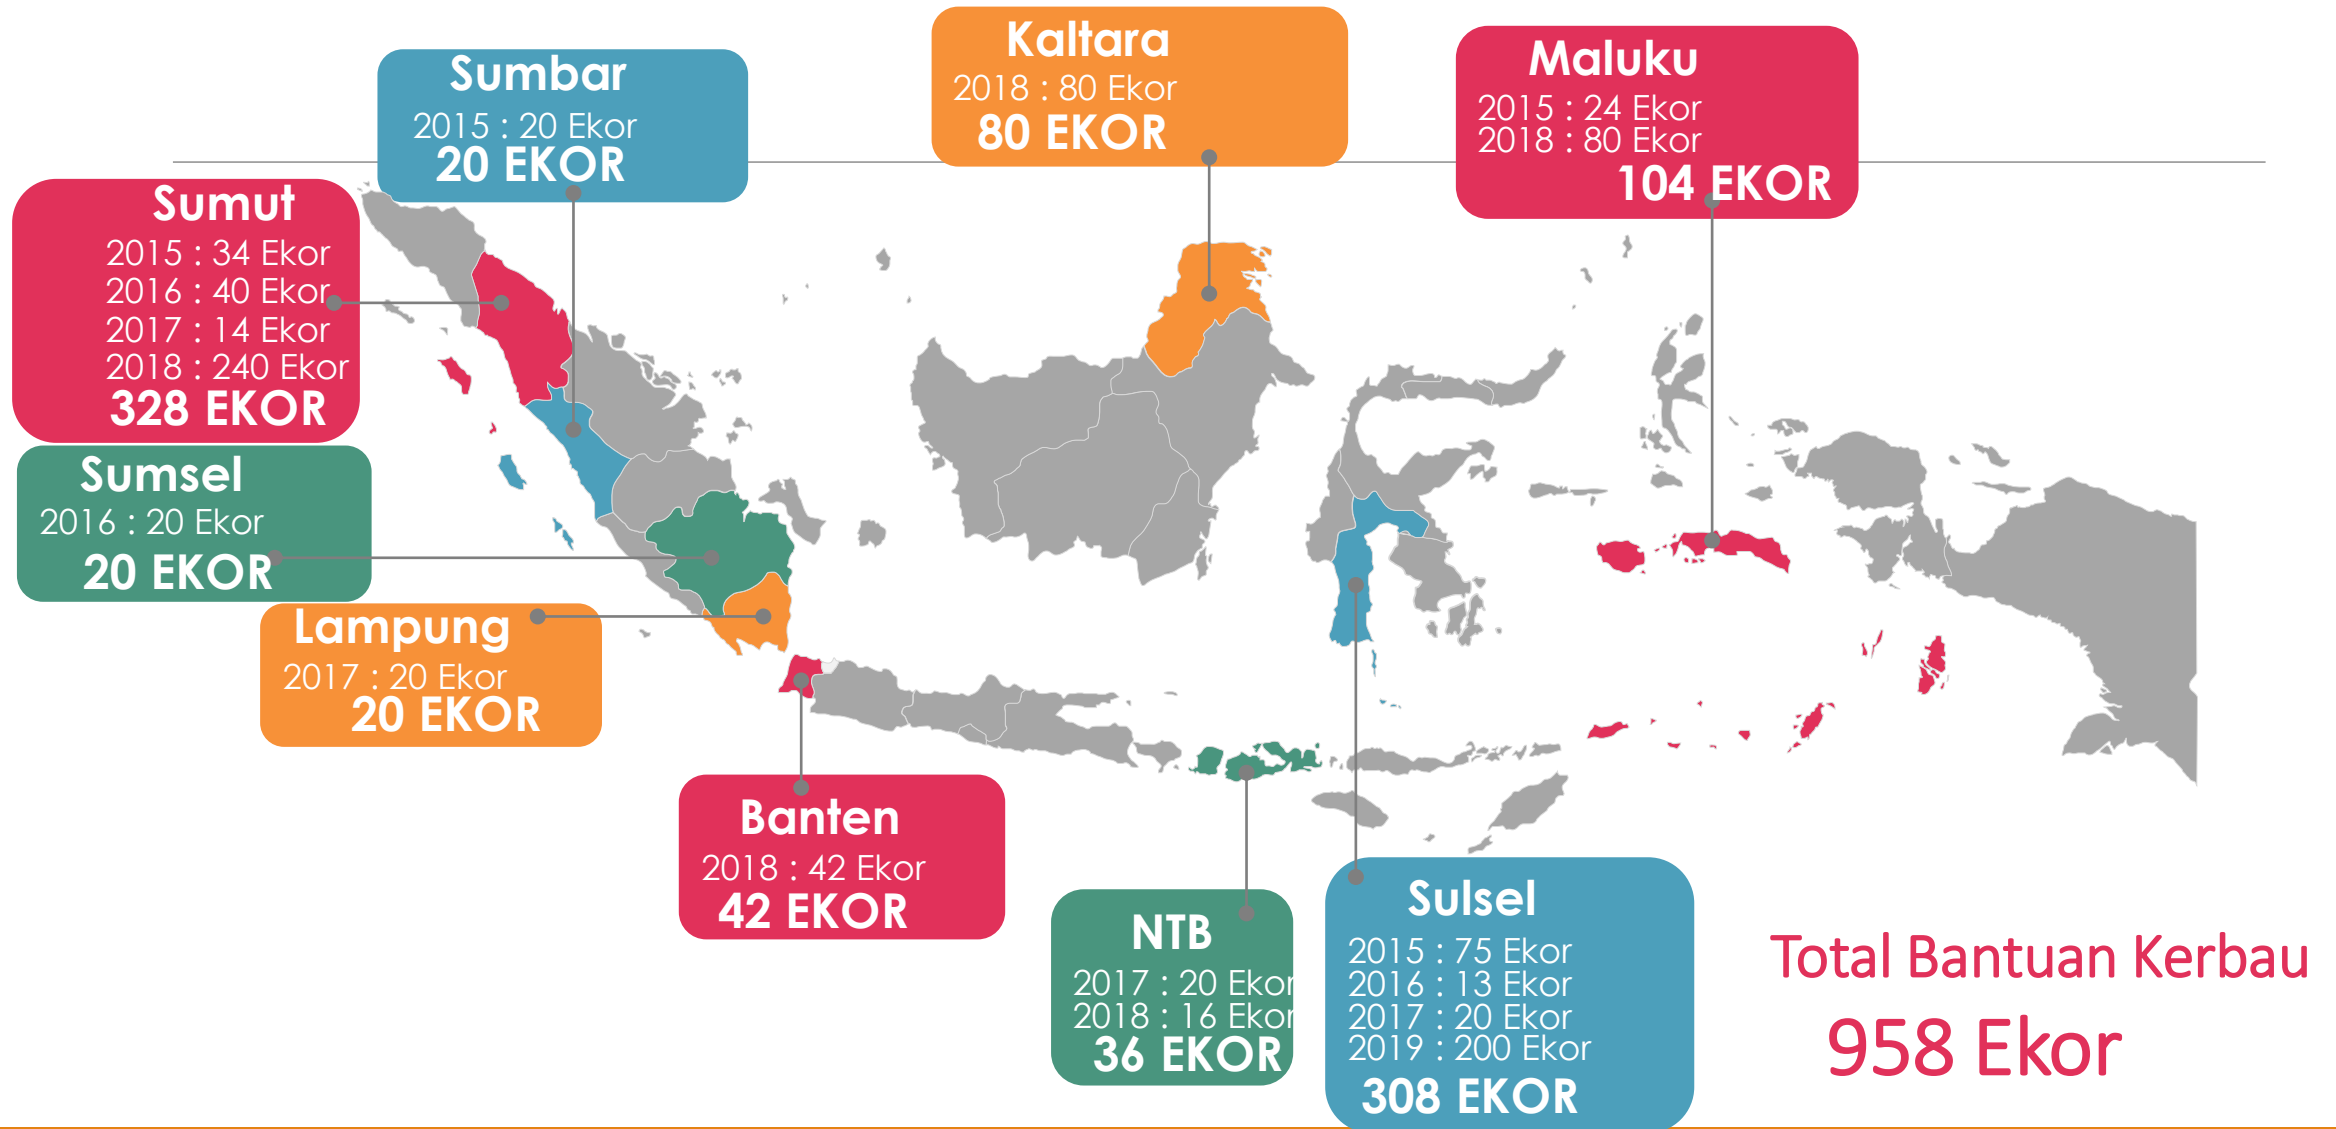 Sumbar
2015 : 20 Ekor
20 EKOR
Kaltara
2018 : 80 Ekor
80 EKOR
Maluku
2015 : 24 Ekor
2018 : 80 Ekor
104 EKOR
Sumut
2015 : 34 Ekor
2016 : 40 Ekor
2017 : 14 Ekor
2018 : 240 Ekor
328 EKOR
Sumsel
2016 : 20 Ekor
20 EKOR
Lampung
2017 : 20 Ekor
20 EKOR
Banten
2018 : 42 Ekor
42 EKOR
NTB
2017 : 20 Ekor
2018 : 16 Ekor
36 EKOR
Sulsel
2015 : 75 Ekor
2016 : 13 Ekor
2017 : 20 Ekor
2019 : 200 Ekor
308 EKOR
Total Bantuan Kerbau
958 Ekor